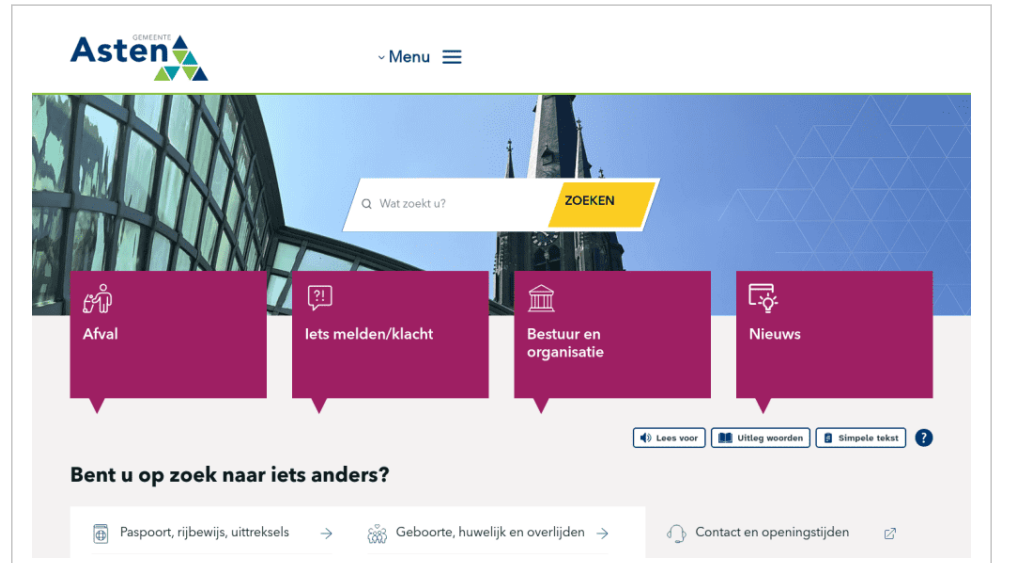 GEMEENTE
Asten
Menu
Wat zoekt u?
ZOEKEN
?!
Afval
Iets melden/klacht
Bestuur en
organisatie
Nieuws
Lees voor
Uitleg woorden
Simpele tekst
?
Bent u op zoek naar iets anders?
Paspoort, rijbewijs, uittreksels
Geboorte, huwelijk en overlijden
Contact en openingstijden